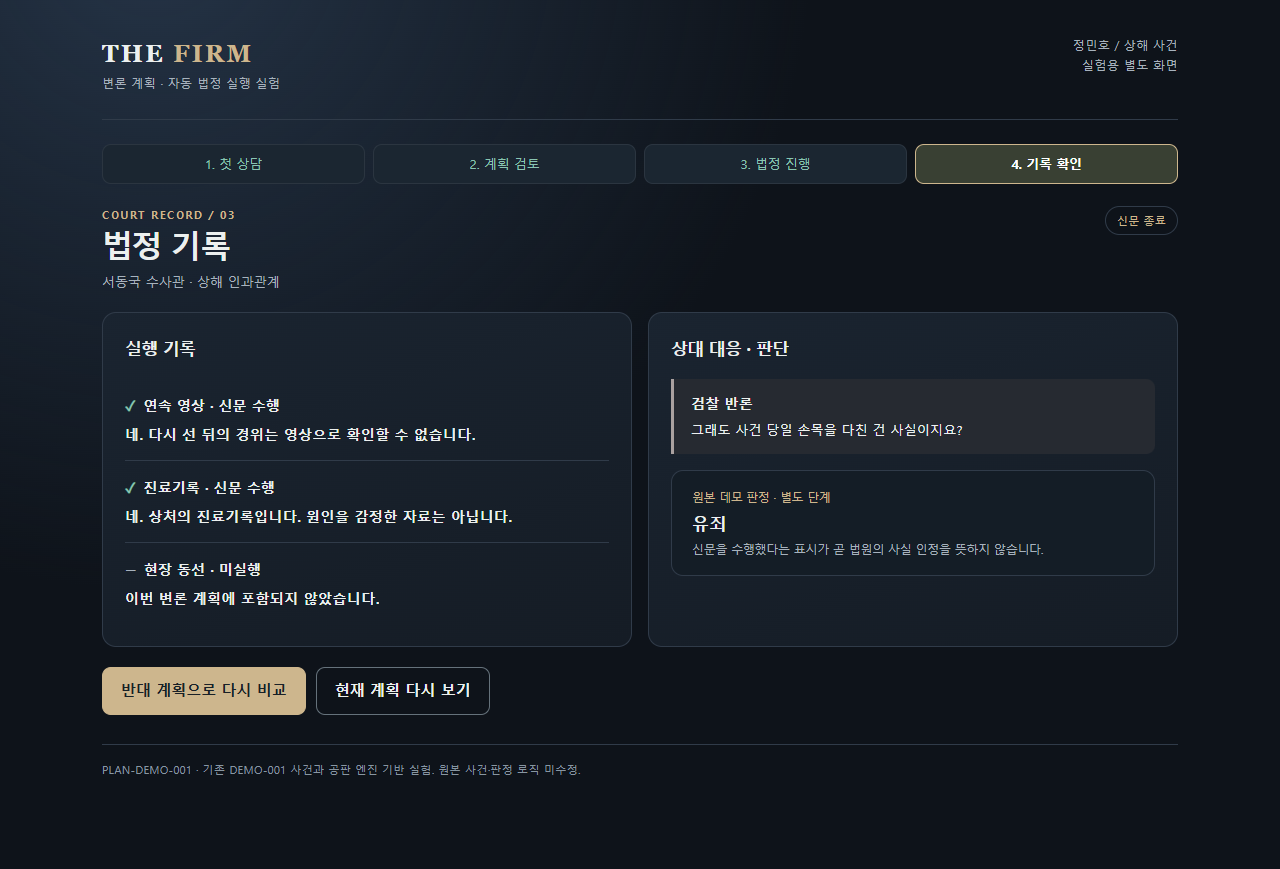 THE FIRM
변론 계획 · 자동 법정 실행 실험
정민호 / 상해 사건
실험용 별도 화면
1. 첫 상담
2. 계획 검토
3. 법정 진행
4. 기록 확인
COURT RECORD / 03
법정 기록
서동국 수사관 · 상해 인과관계
신문 종료
실행 기록
✓ 연속 영상 · 신문 수행
네. 다시 선 뒤의 경위는 영상으로 확인할 수 없습니다.
✓ 진료기록 · 신문 수행
네. 상처의 진료기록입니다. 원인을 감정한 자료는 아닙니다.
— 현장 동선 · 미실행
이번 변론 계획에 포함되지 않았습니다.
상대 대응 · 판단
검찰 반론
그래도 사건 당일 손목을 다친 건 사실이지요?
원본 데모 판정 · 별도 단계
유죄
신문을 수행했다는 표시가 곧 법원의 사실 인정을 뜻하지 않습니다.
반대 계획으로 다시 비교
현재 계획 다시 보기
PLAN-DEMO-001 · 기존 DEMO-001 사건과 공판 엔진 기반 실험. 원본 사건·판정 로직 미수정.